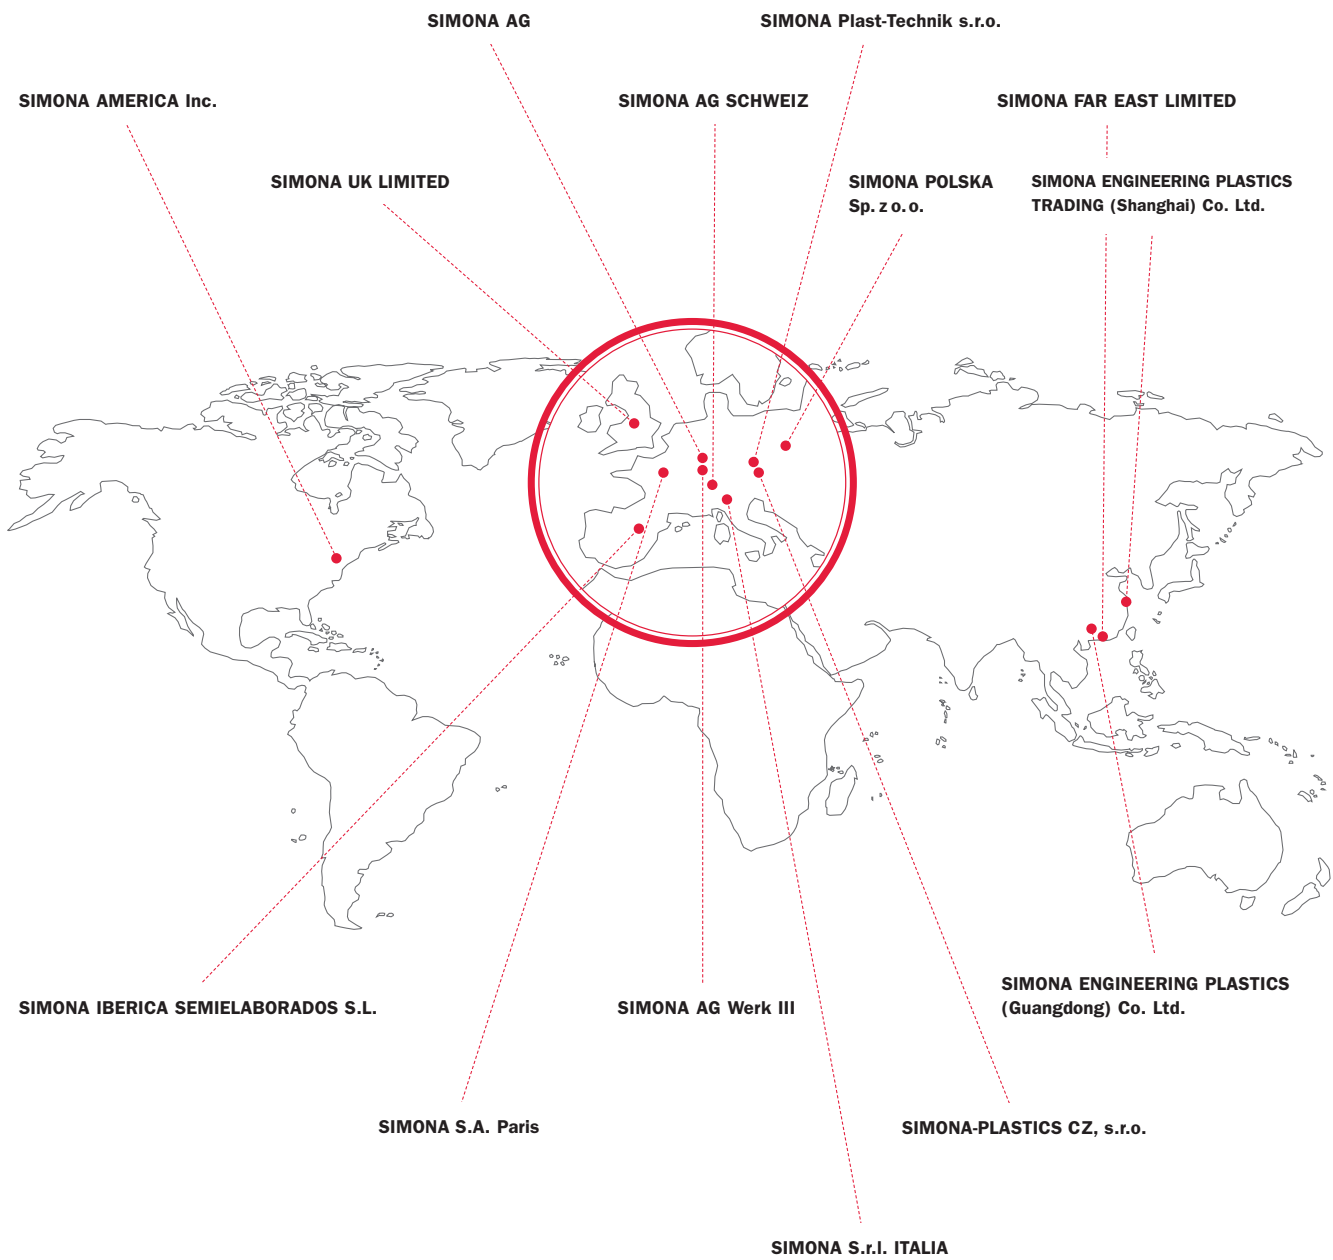 SIMONA AG
SIMONA Plast-Technik s.r.o.
SIMONA AMERICA Inc.
SIMONA AG SCHWEIZ
SIMONA FAR EAST LIMITED
SIMONA UK LIMITED
SIMONA POLSKA
Sp. z o. o.
SIMONA ENGINEERING PLASTICS
TRADING (Shanghai) Co. Ltd.
SIMONA IBERICA SEMIELABORADOS S.L.
SIMONA AG Werk III
SIMONA ENGINEERING PLASTICS
(Guangdong) Co. Ltd.
SIMONA S.A. Paris
SIMONA-PLASTICS CZ, s.r.o.
SIMONA S.r.l. ITALIA